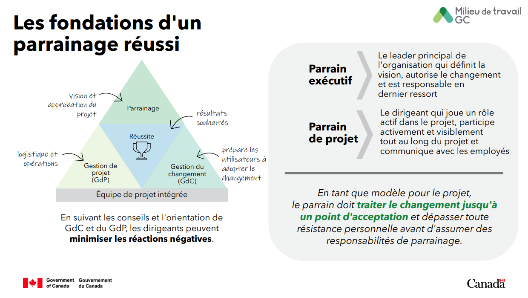 Les fondations d'un
parrainage réussi
Milieu de travail
GC
vision et
approbation du
projet
Parrainage
résultats
souhaités
Réussite
logistique et
opérations
Gestion de
projet
(GdP)
Gestion du
changement
(GdC)
prépare les
utilisateurs à
adopter le
changement
Équipe de projet intégrée
En suivant les conseils et l'orientation de
GdC et du GdP, les dirigeants peuvent
minimiser les réactions négatives.
Parrain
exécutif
Le leader principal de
l'organisation qui définit la
vision, autorise le changement
et est responsable en
dernier ressort
Parrain
de projet
Le dirigeant qui joue un rôle
actif dans le projet, participe
activement et visiblement
tout au long du projet et
communique avec les employés
En tant que modèle pour le projet,
le parrain doit traiter le changement jusqu'à
un point d'acceptation et dépasser toute
résistance personnelle avant d'assumer des
responsabilités de parrainage.
Government Gouvernement
of Canada du Canada
Canada